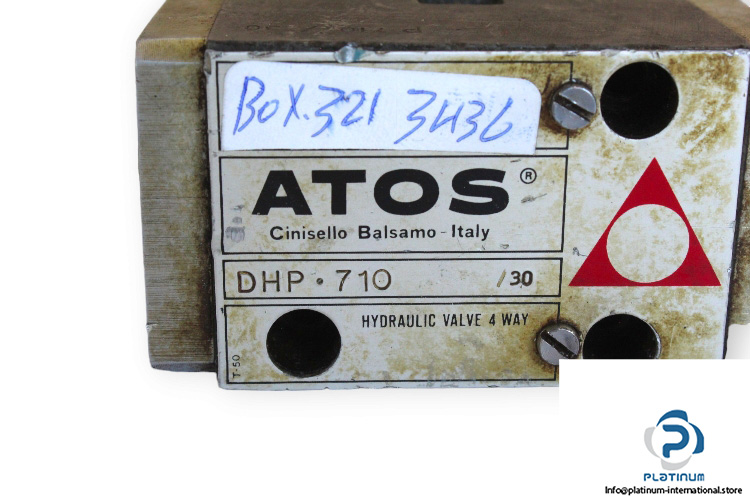 BOX.321 3436
ATOS®
Cinisello Balsamo - Italy
DHP · 710 /30
HYDRAULIC VALVE 4 WAY
T-50
PLATINUM
Info@platinum-international.store